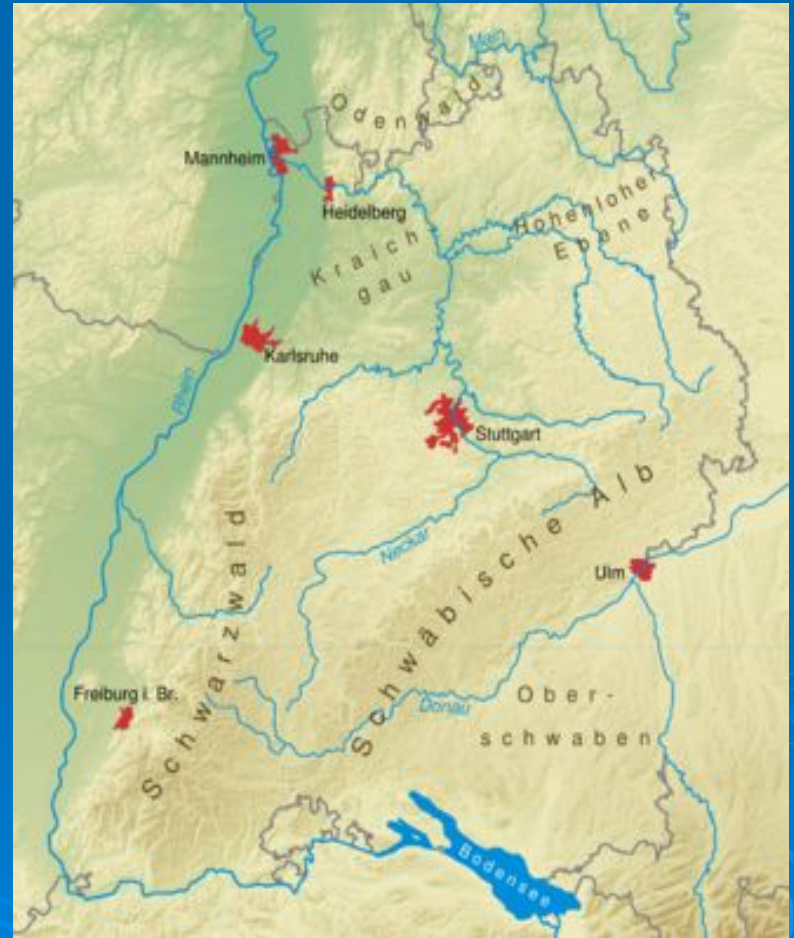 Main
Odenwald
Mannheim
Heidelberg
Hohenloher
Ebene
Kraich
gau
Karlsruhe
Rhein
Stuttgart
Schwäbische Alb
Neckar
Ulm
Schwarzwald
Freiburg i. Br.
Ober-
Donau
schwaben
Bodensee